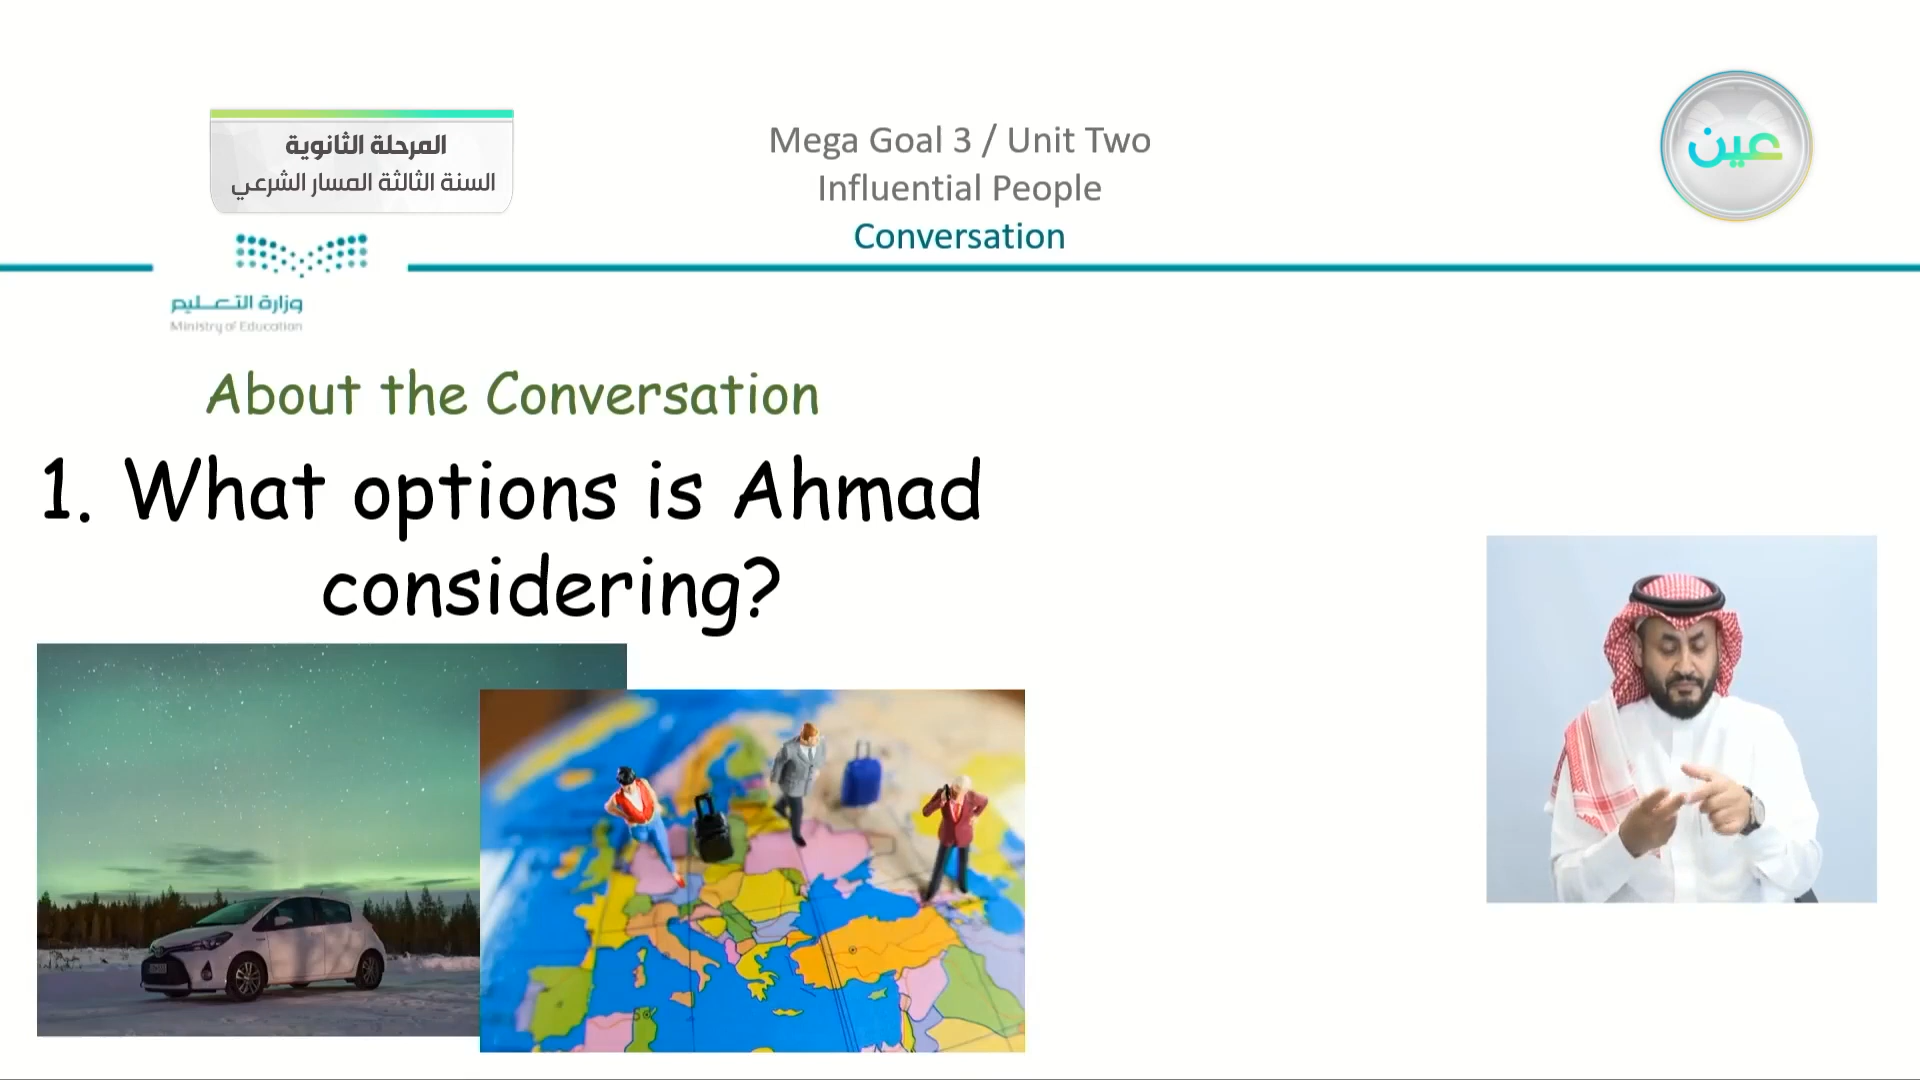 المرحلة الثانوية
السنة الثالثة المسار الشرعي
Mega Goal 3 / Unit Two
Influential People
Conversation
عين
وزارة التعليم
Ministry of Education
About the Conversation
1. What options is Ahmad
considering?